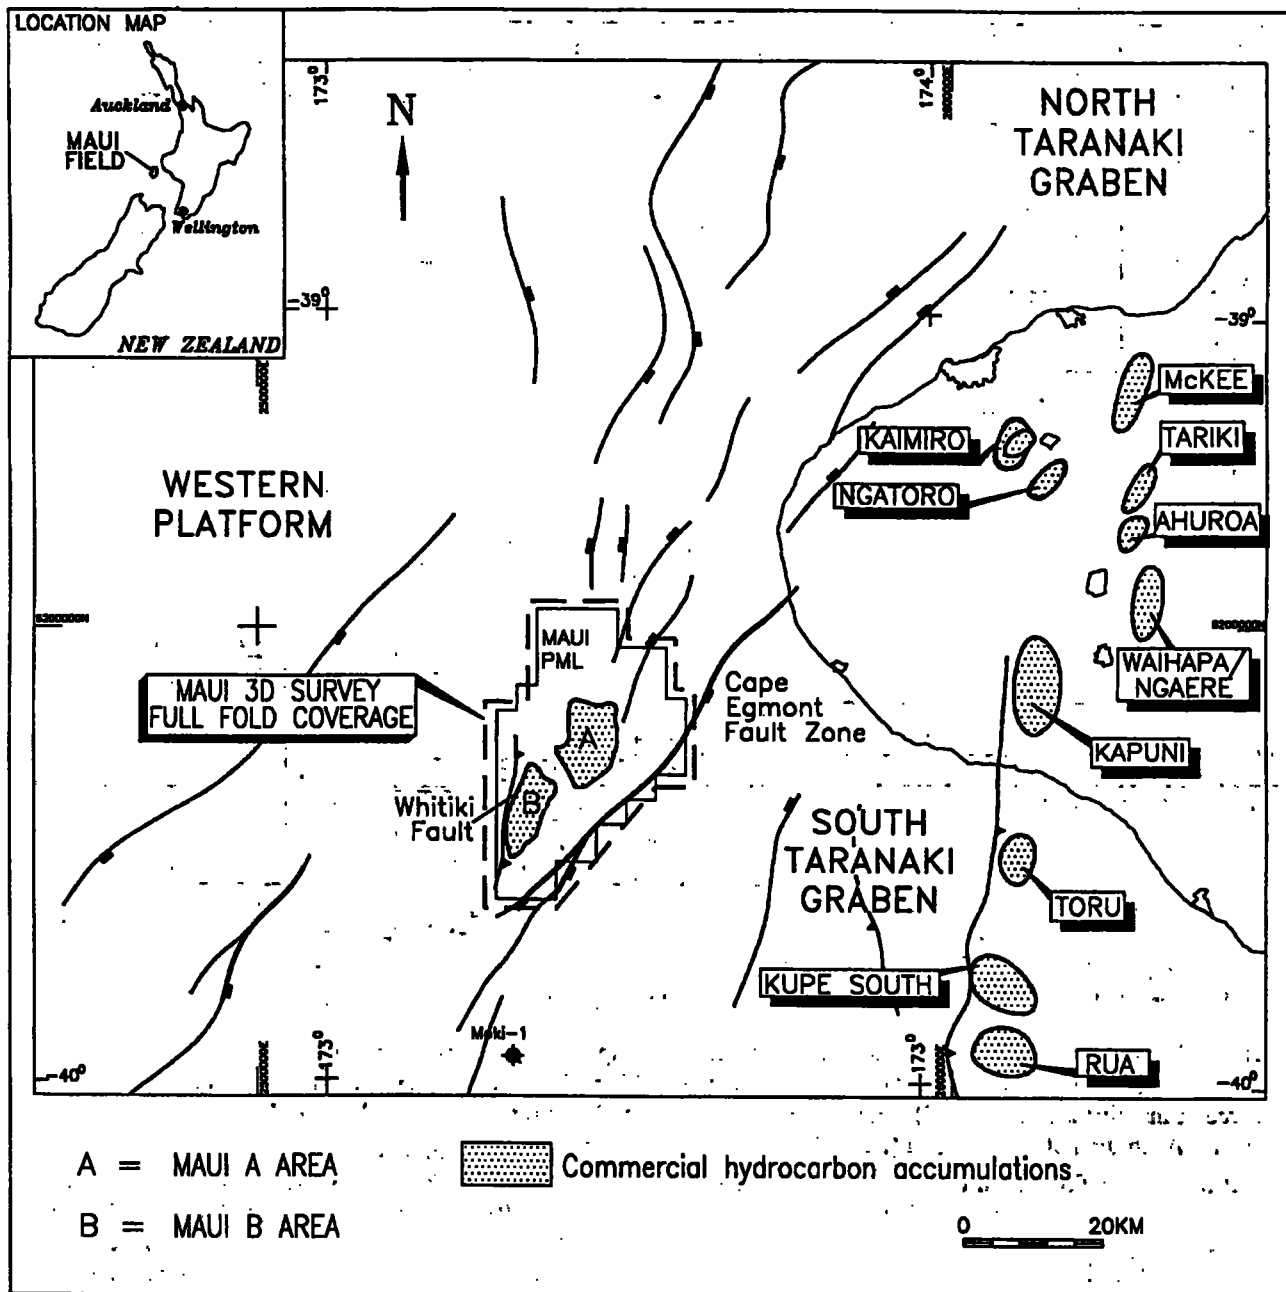 LOCATION MAP
Auckland
MAUI
FIELD
Wellington
NEW ZEALAND
173°
174°
N
NORTH
TARANAKI
GRABEN
-39°
-39°
McKEE
TARIKI
KAIMIRO
NGATORO
AHUROA
WESTERN
PLATFORM
MAUI
PML
WAIHAPA/
NGAERE
MAUI 3D SURVEY
FULL FOLD COVERAGE
Cape
Egmont
Fault Zone
KAPUNI
A
B
Whitiki
Fault
SOUTH
TARANAKI
GRABEN
TORU
KUPE SOUTH
Moki-1
RUA
-40°
173°
173°
-40°
A = MAUI A AREA
Commercial hydrocarbon accumulations
B = MAUI B AREA
0 20KM